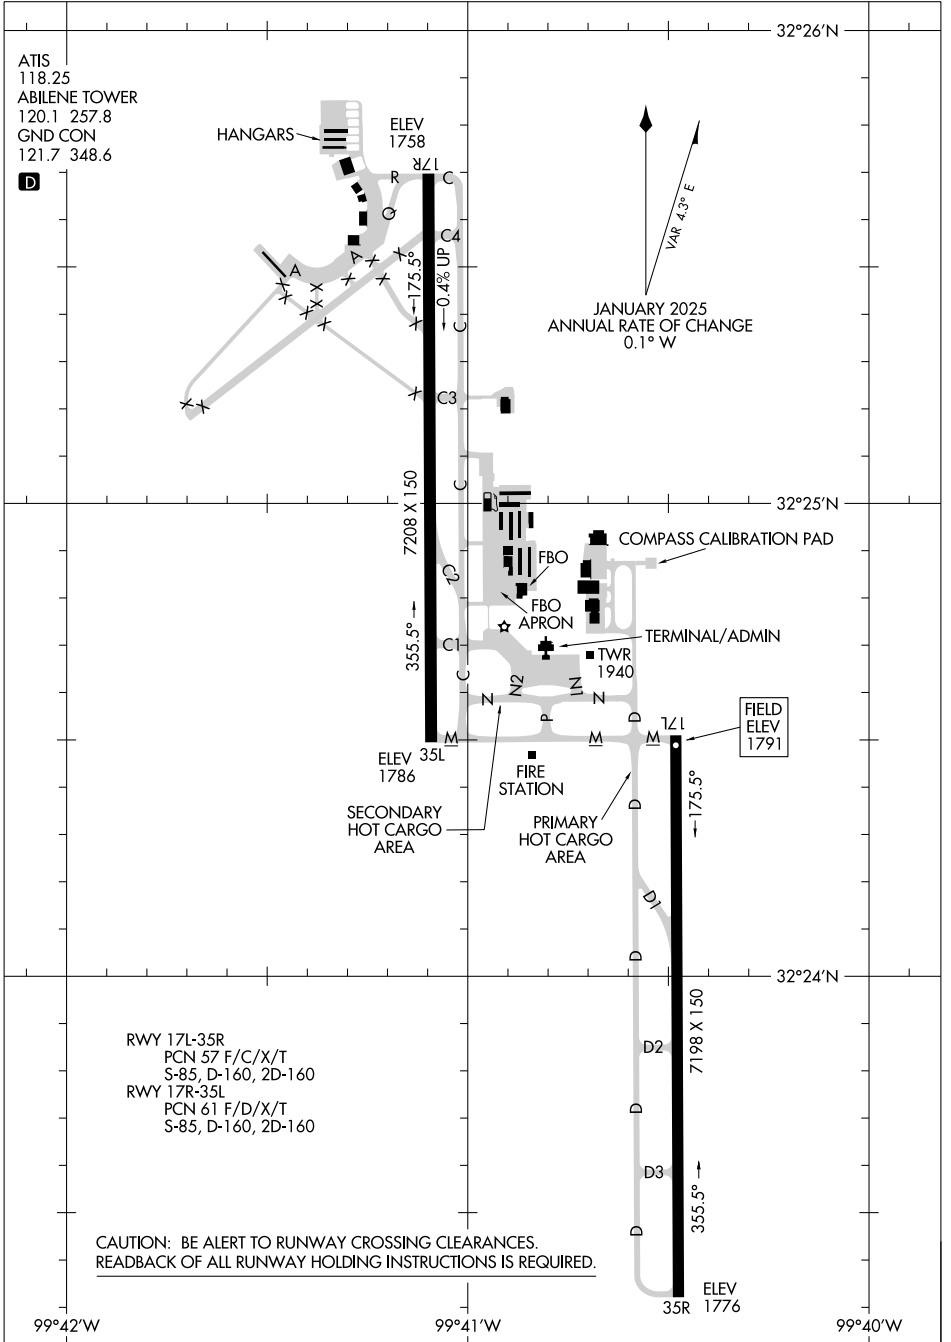 32°26'N
ATIS
118.25
ABILENE TOWER
120.1 257.8
GND CON
121.7 348.6
D
HANGARS
ELEV
1758
17R
R
C
Q
C4
A
A
X
X
X
X
X
X
X
X
X
X
X
X
X
X
175.5°
0.4% UP
C
VAR 4.3° E
JANUARY 2025
ANNUAL RATE OF CHANGE
0.1° W
C3
7208 X 150
C
32°25'N
COMPASS CALIBRATION PAD
FBO
C2
FBO
APRON
355.5°
C1
TERMINAL/ADMIN
TWR
1940
C
N
N2
N1
N
P
D
17L
FIELD
ELEV
1791
M
M
M
35L
ELEV
1786
FIRE
STATION
175.5°
SECONDARY
HOT CARGO
AREA
PRIMARY
HOT CARGO
AREA
D
D1
D
32°24'N
7198 X 150
RWY 17L-35R
PCN 57 F/C/X/T
S-85, D-160, 2D-160
RWY 17R-35L
PCN 61 F/D/X/T
S-85, D-160, 2D-160
D2
D
D3
355.5°
D
CAUTION: BE ALERT TO RUNWAY CROSSING CLEARANCES.
READBACK OF ALL RUNWAY HOLDING INSTRUCTIONS IS REQUIRED.
35R
ELEV
1776
99°42'W
99°41'W
99°40'W